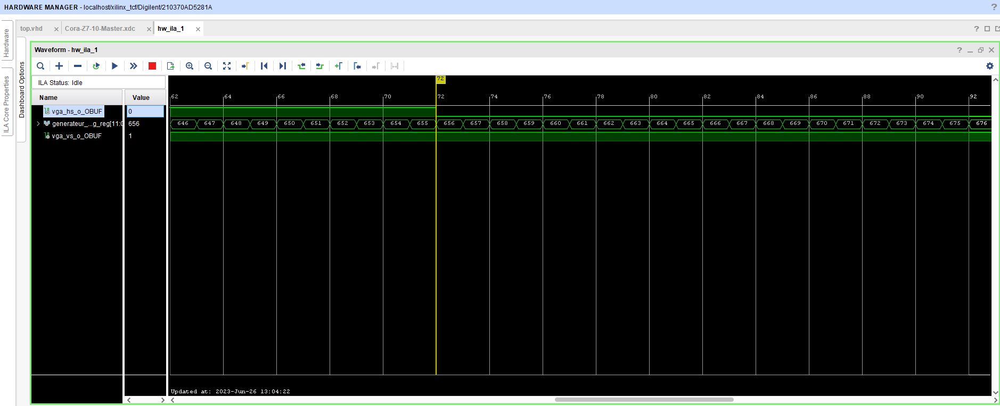 HARDWARE MANAGER - localhost/xilinx_tcf/Digilent/210370AD5281A
?
Hardware
ILA Core Properties
Dashboard Options
top.vhd × Cora-Z7-10-Master.xdc × hw_ila_1 ×
?
Waveform - hw_ila_1
?
ILA Status: Idle
Name Value
72
62 64 66 68 70 72 74 76 78 80 82 84 86 88 90 92
vga_hs_o_OBUF 0
generateur_...g_reg[11:0 656 646 647 648 649 650 651 652 653 654 655 656 657 658 659 660 661 662 663 664 665 666 667 668 669 670 671 672 673 674 675 676
vga_vs_o_OBUF 1
Updated at: 2023-Jun-26 13:04:22